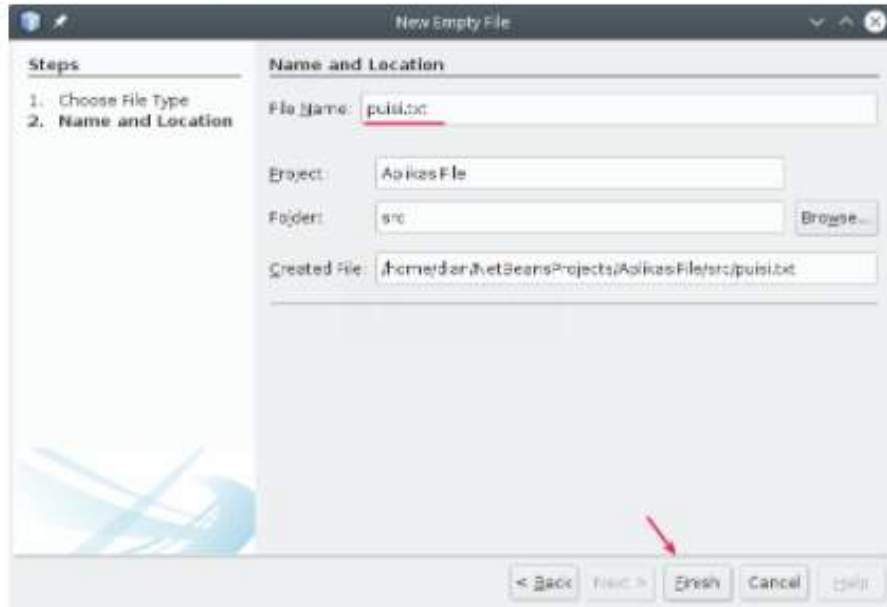 New Empty File
Steps
1. Choose File Type
2. Name and Location
Name and Location
File Name: puisi.txt
Project: AplikasiFile
Folder: src
Browse...
Created File: /home/dian/NetBeansProjects/AplikasiFile/src/puisi.txt
< Back Next > Finish Cancel Help